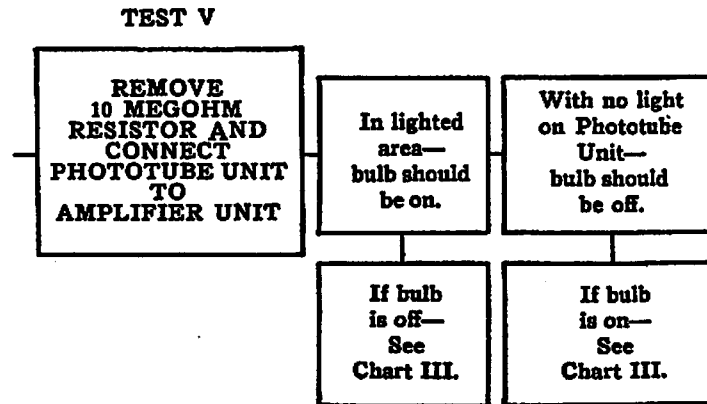 TEST V
REMOVE
10 MEGOHM
RESISTOR AND
CONNECT
PHOTOTUBE UNIT
TO
AMPLIFIER UNIT
In lighted
area—
bulb should
be on.
With no light
on Phototube
Unit—
bulb should
be off.
If bulb
is off—
See
Chart III.
If bulb
is on—
See
Chart III.